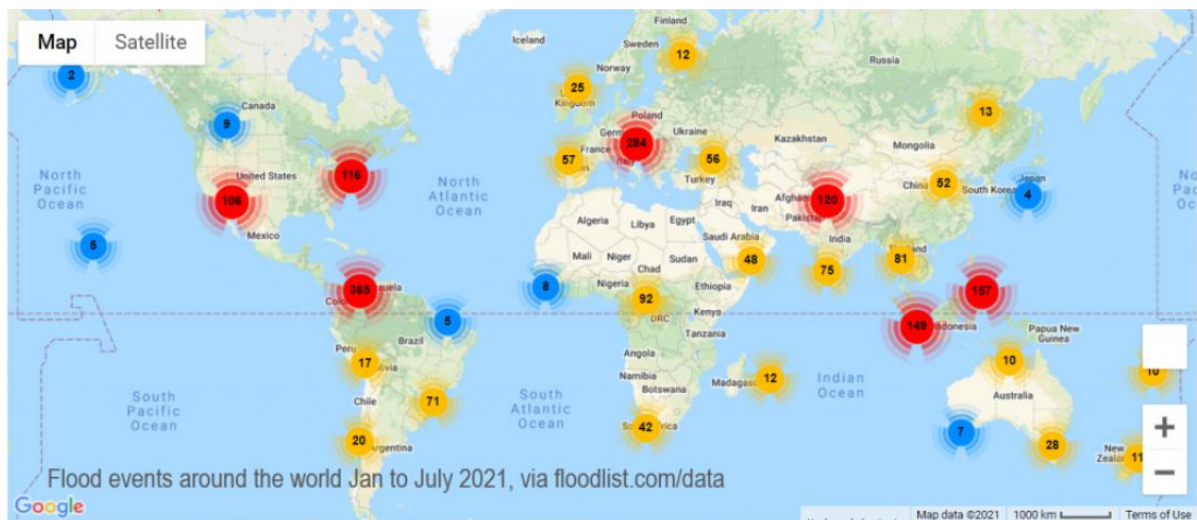 Map Satellite
Finland
Iceland
Sweden
12
Russia
2
Norway
25
Canada
Kingdom
Poland
13
9
284
Ukraine
Kazakhstan
Mongolia
France
57
56
116
United States
Italy
Turkey
China
52
South Korea
Japan
4
North
Pacific
Ocean
106
North
Atlantic
Ocean
Iraq
Iran
120
Pakistan
Algeria
Libya
Egypt
Mexico
5
Saudi Arabia
India
Mali
Niger
Sudan
48
75
81
Chad
365
8
Nigeria
Ethiopia
157
92
5
DRC
Kenya
149
Indonesia
Brazil
Tanzania
Papua New
Guinea
Peru
17
Angola
10
10
Namibia
Madagascar
12
Indian
Ocean
Botswana
Australia
South
Pacific
Ocean
Chile
71
South
Atlantic
Ocean
42
7
20
Argentina
28
New
11
+
−
Flood events around the world Jan to July 2021, via floodlist.com/data
Google
Map data ©2021 1000 km Terms of Use